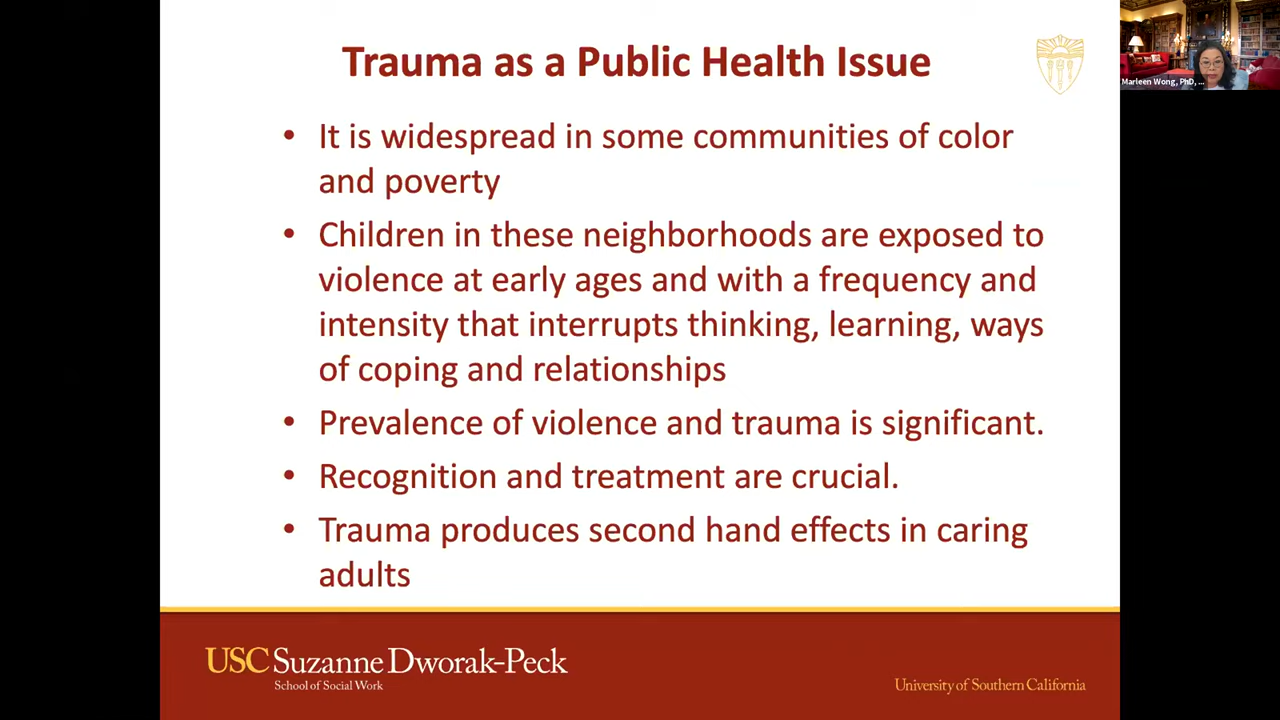 Trauma as a Public Health Issue
Marleen Wong, PhD, ...
• It is widespread in some communities of color
and poverty
• Children in these neighborhoods are exposed to
violence at early ages and with a frequency and
intensity that interrupts thinking, learning, ways
of coping and relationships
• Prevalence of violence and trauma is significant.
• Recognition and treatment are crucial.
• Trauma produces second hand effects in caring
adults
USC Suzanne Dworak-Peck
School of Social Work
University of Southern California